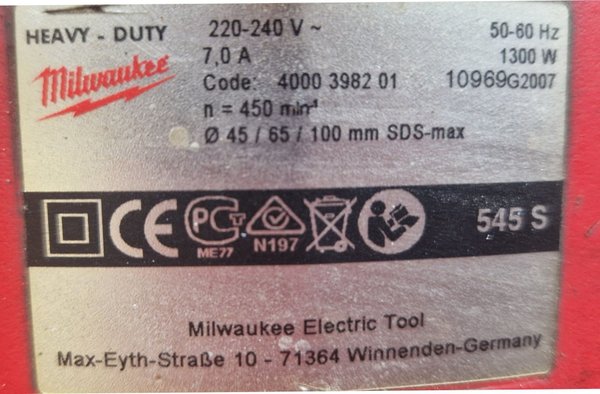 HEAVY - DUTY 220-240 V ~ 50-60 Hz
Milwaukee 7,0 A 1300 W
Code: 4000 3982 01 10969G2007
n = 450 min⁻¹
Ø 45 / 65 / 100 mm SDS-max
CE PCT ME77 N197 545 S
Milwaukee Electric Tool
Max-Eyth-Straße 10 - 71364 Winnenden-Germany